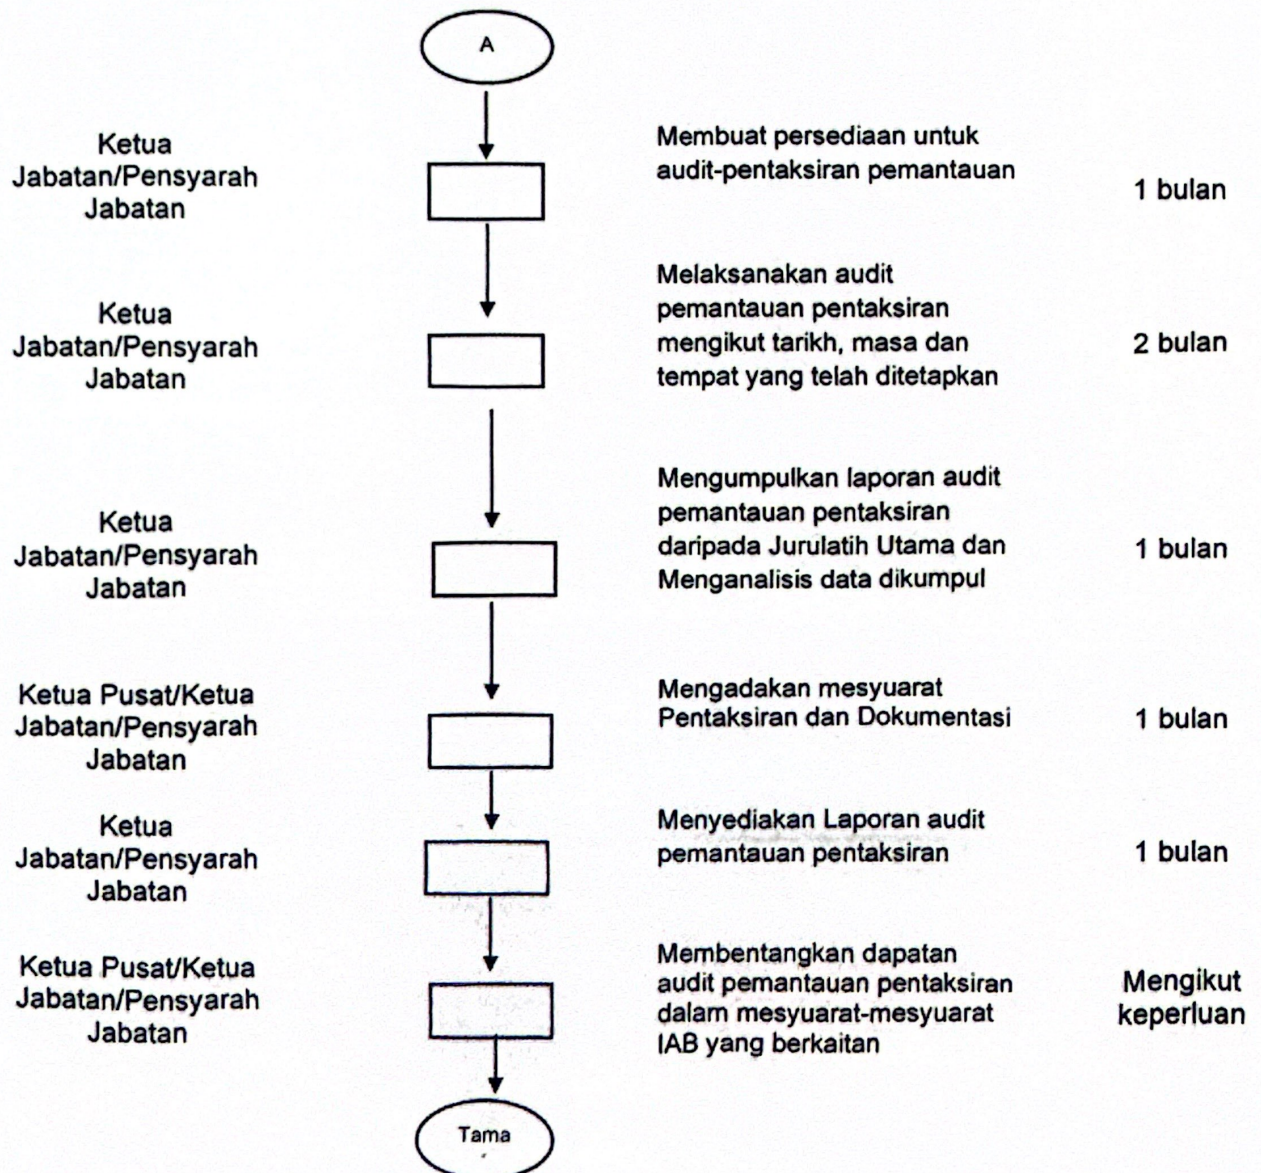 A
Ketua
Jabatan/Pensyarah
Jabatan
Membuat persediaan untuk
audit-pentaksiran pemantauan
1 bulan
Ketua
Jabatan/Pensyarah
Jabatan
Melaksanakan audit
pemantauan pentaksiran
mengikut tarikh, masa dan
tempat yang telah ditetapkan
2 bulan
Ketua
Jabatan/Pensyarah
Jabatan
Mengumpulkan laporan audit
pemantauan pentaksiran
daripada Jurulatih Utama dan
Menganalisis data dikumpul
1 bulan
Ketua Pusat/Ketua
Jabatan/Pensyarah
Jabatan
Mengadakan mesyuarat
Pentaksiran dan Dokumentasi
1 bulan
Ketua
Jabatan/Pensyarah
Jabatan
Menyediakan Laporan audit
pemantauan pentaksiran
1 bulan
Ketua Pusat/Ketua
Jabatan/Pensyarah
Jabatan
Membentangkan dapatan
audit pemantauan pentaksiran
dalam mesyuarat-mesyuarat
IAB yang berkaitan
Mengikut
keperluan
Tama